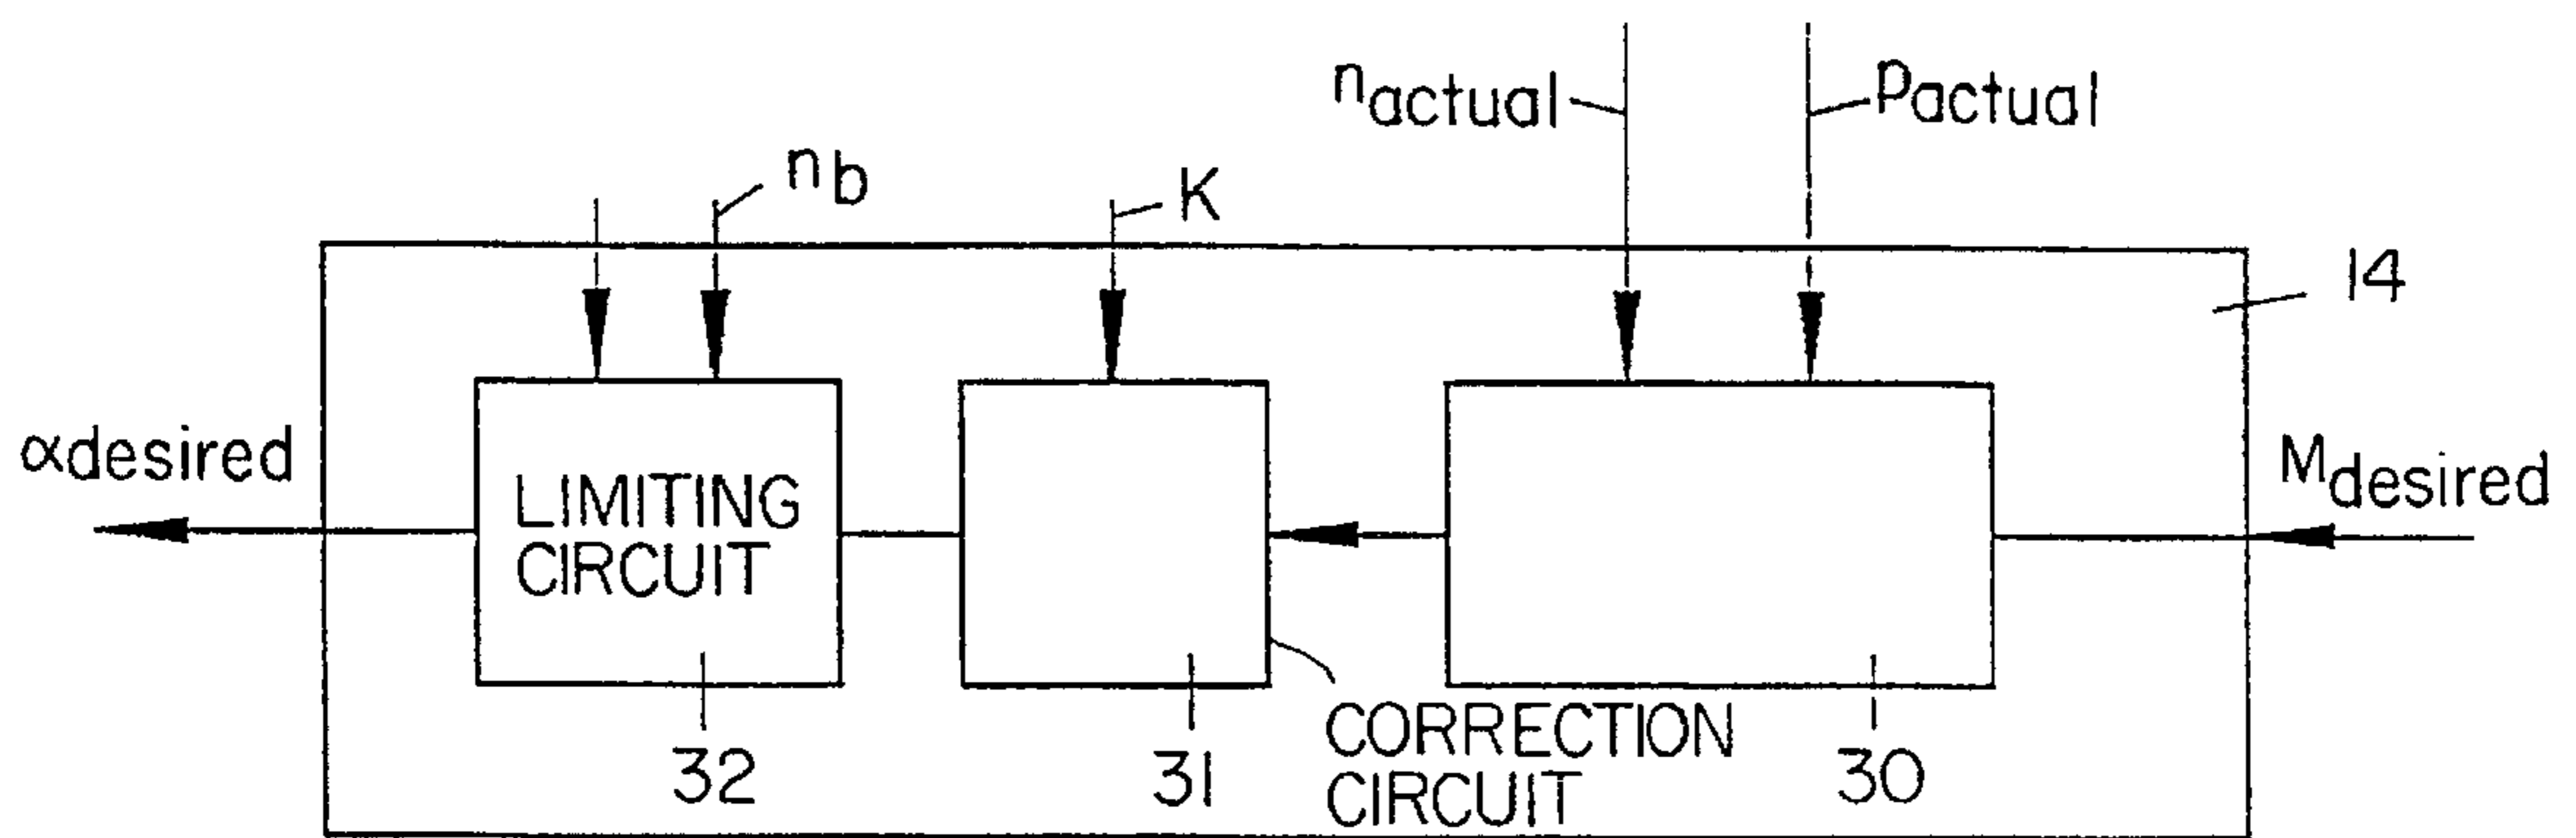 nactual
Pactual
nb
K
14
αdesired
Mdesired
LIMITING
CIRCUIT
CORRECTION
CIRCUIT
32
31
30